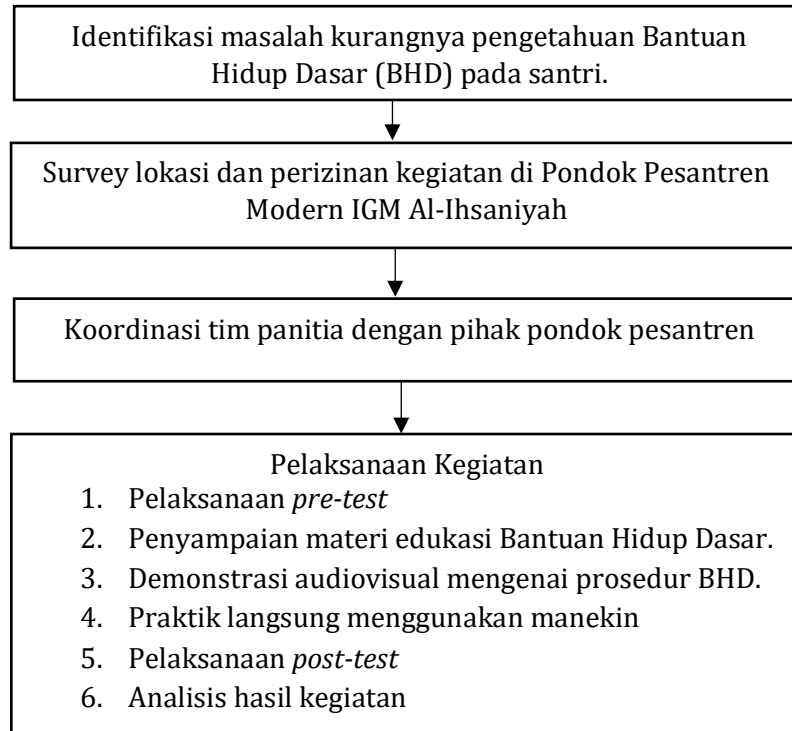 Identifikasi masalah kurangnya pengetahuan Bantuan
Hidup Dasar (BHD) pada santri.
Survey lokasi dan perizinan kegiatan di Pondok Pesantren
Modern IGM Al-Ihsaniyah
Koordinasi tim panitia dengan pihak pondok pesantren
Pelaksanaan Kegiatan
1. Pelaksanaan pre-test
2. Penyampaian materi edukasi Bantuan Hidup Dasar.
3. Demonstrasi audiovisual mengenai prosedur BHD.
4. Praktik langsung menggunakan manekin
5. Pelaksanaan post-test
6. Analisis hasil kegiatan